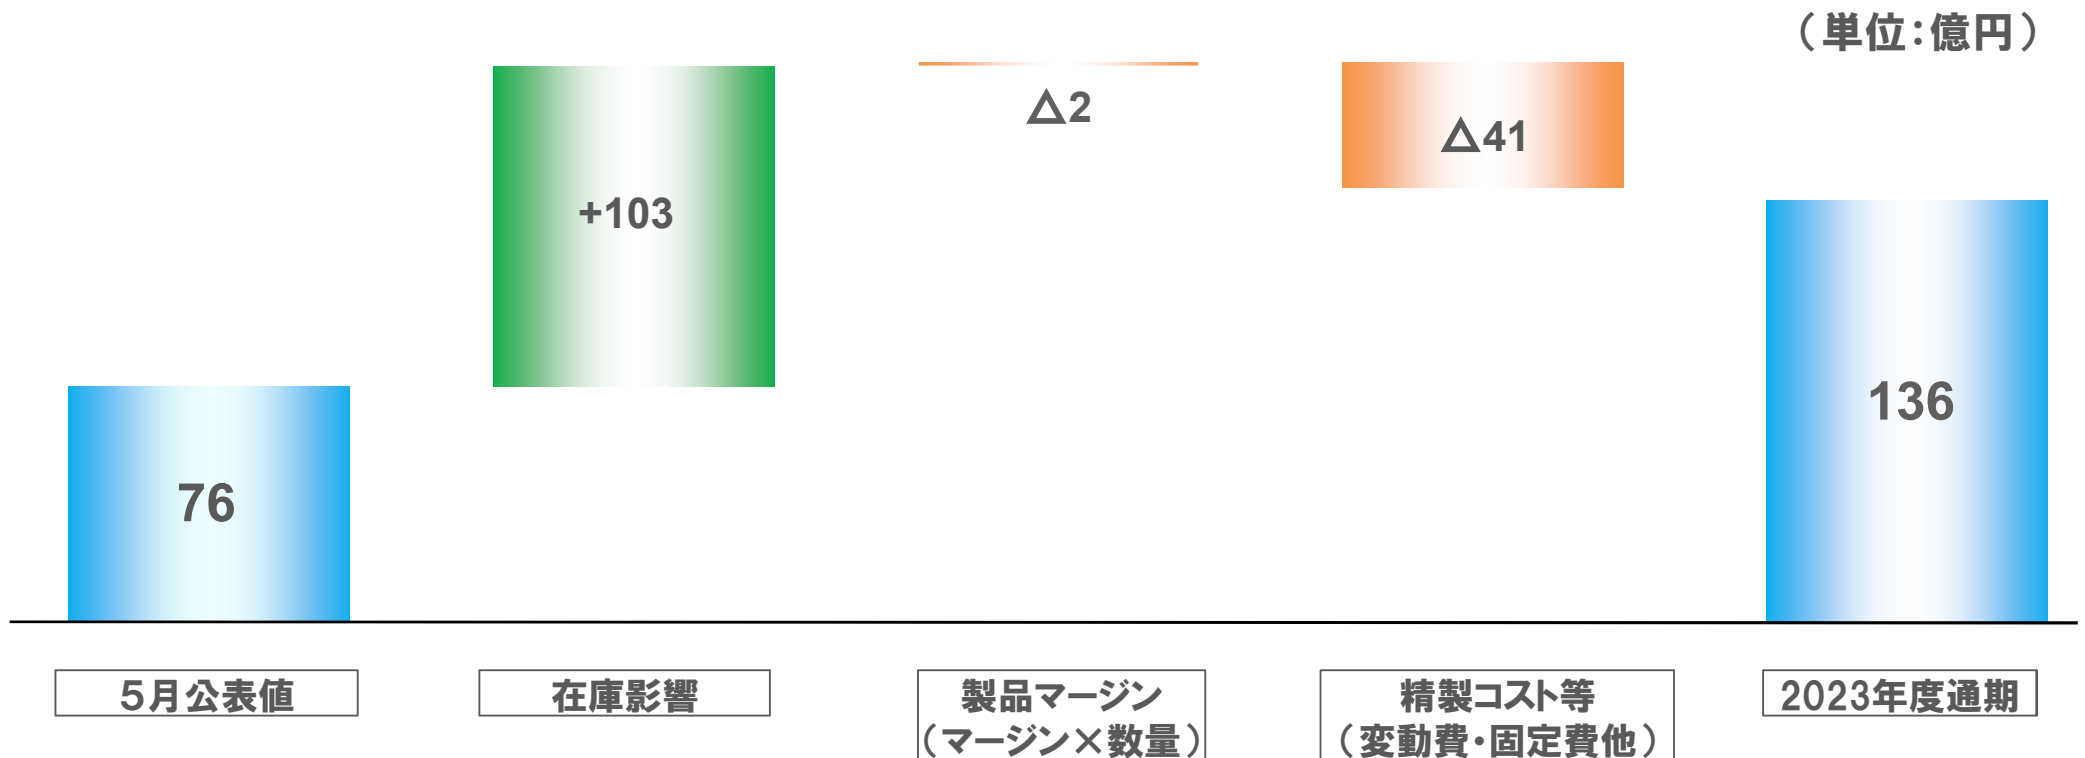 （単位：億円）
76
+103
△2
△41
136
５月公表値
在庫影響
製品マージン
（マージン×数量）
精製コスト等
（変動費・固定費他）
2023年度通期